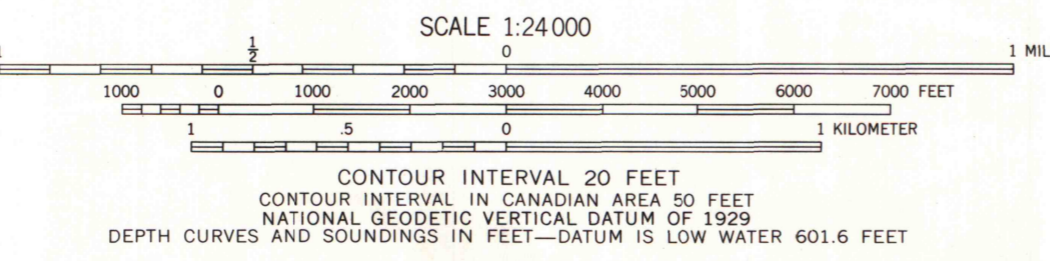 SCALE 1:24 000
1 ½ 0 1 MIL
1000 0 1000 2000 3000 4000 5000 6000 7000 FEET
1 .5 0 1 KILOMETER
CONTOUR INTERVAL 20 FEET
CONTOUR INTERVAL IN CANADIAN AREA 50 FEET
NATIONAL GEODETIC VERTICAL DATUM OF 1929
DEPTH CURVES AND SOUNDINGS IN FEET—DATUM IS LOW WATER 601.6 FEET